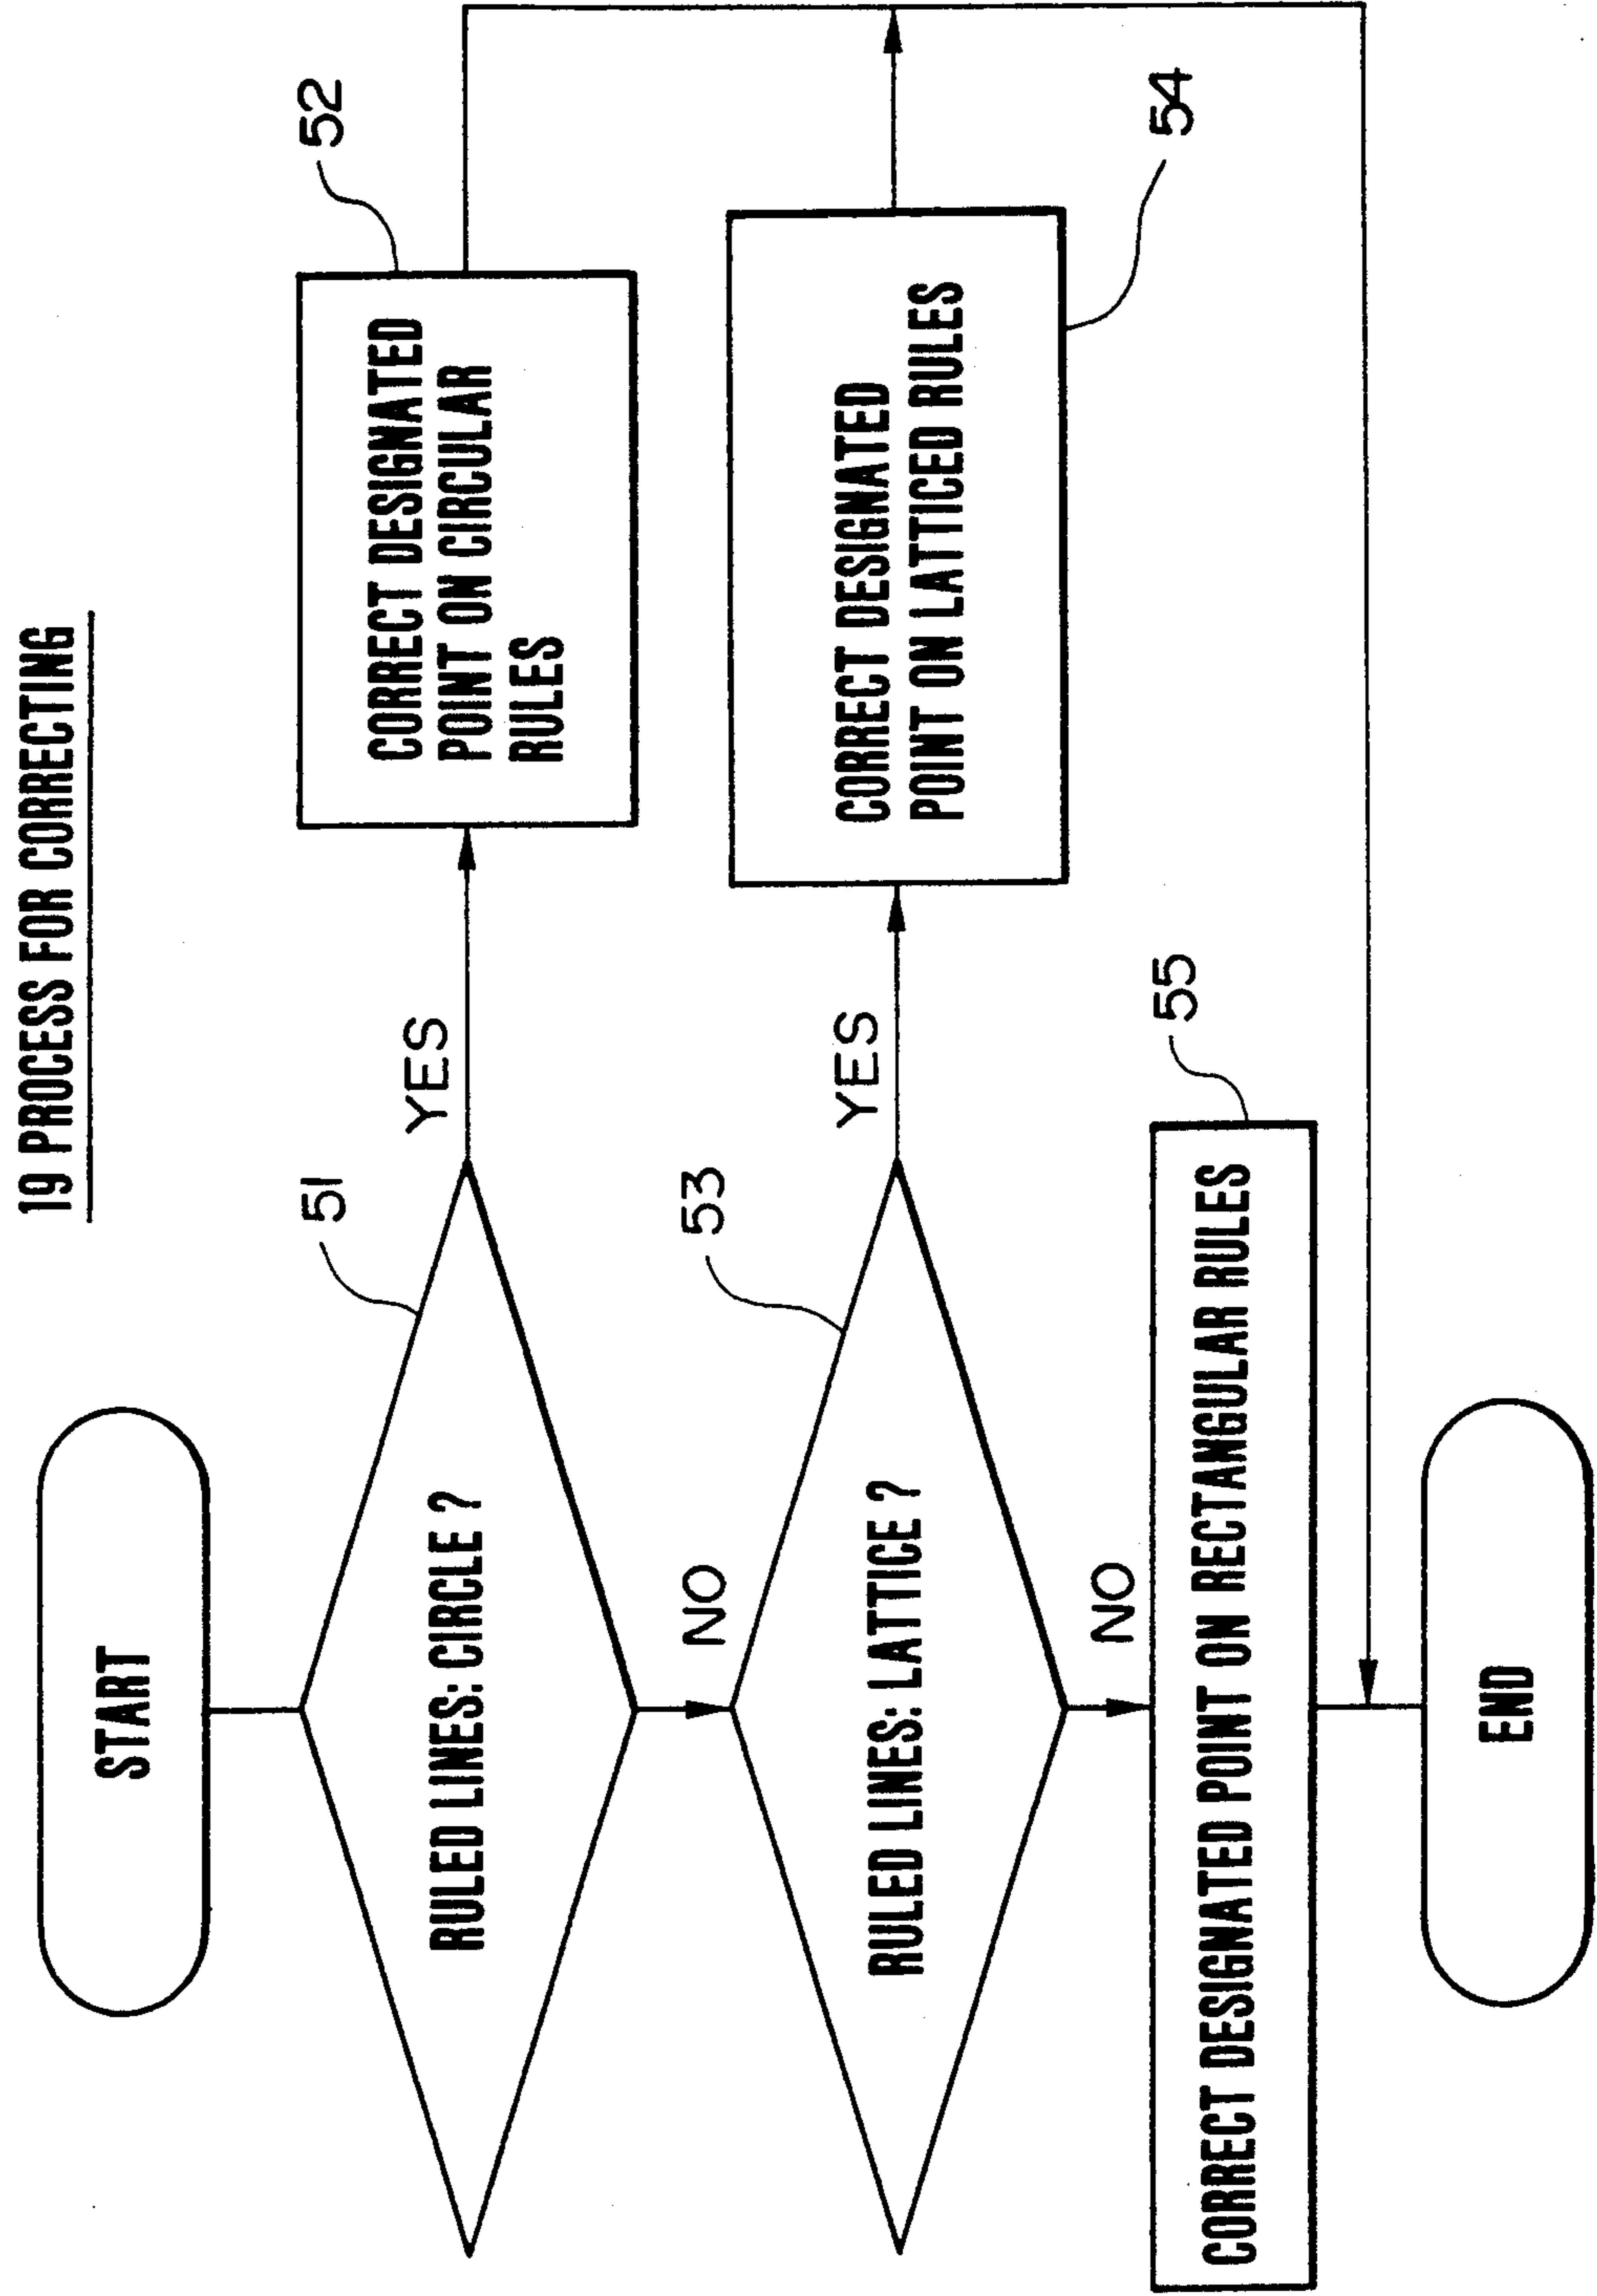 19 PROCESS FOR CORRECTING
START
51
RULED LINES: CIRCLE ?
YES
52
CORRECT DESIGNATED
POINT ON CIRCULAR
RULES
NO
53
RULED LINES: LATTICE ?
YES
54
CORRECT DESIGNATED
POINT ON LATTICED RULES
NO
55
CORRECT DESIGNATED POINT ON RECTANGULAR RULES
END